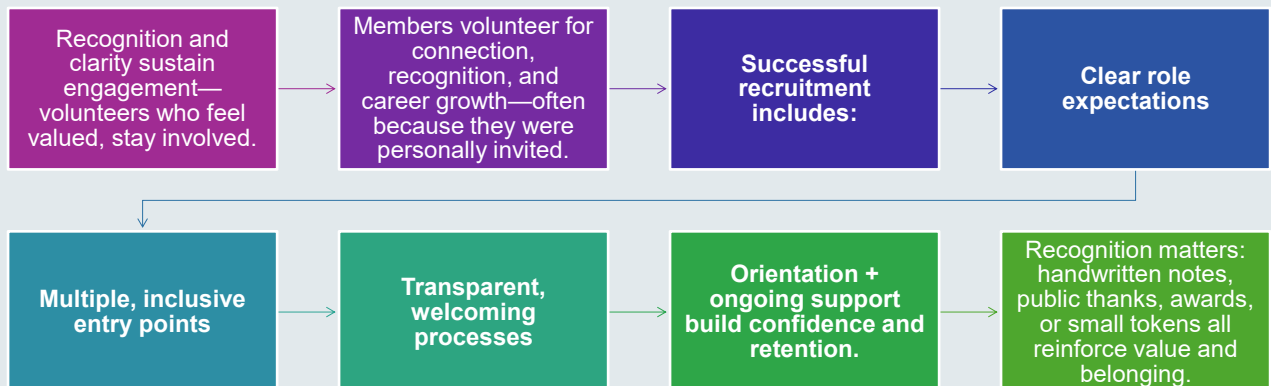 Recognition and
clarity sustain
engagement—
volunteers who feel
valued, stay involved.
Members volunteer for
connection,
recognition, and
career growth—often
because they were
personally invited.
Successful
recruitment
includes:
Clear role
expectations
Multiple, inclusive
entry points
Transparent,
welcoming
processes
Orientation +
ongoing support
build confidence and
retention.
Recognition matters:
handwritten notes,
public thanks, awards,
or small tokens all
reinforce value and
belonging.